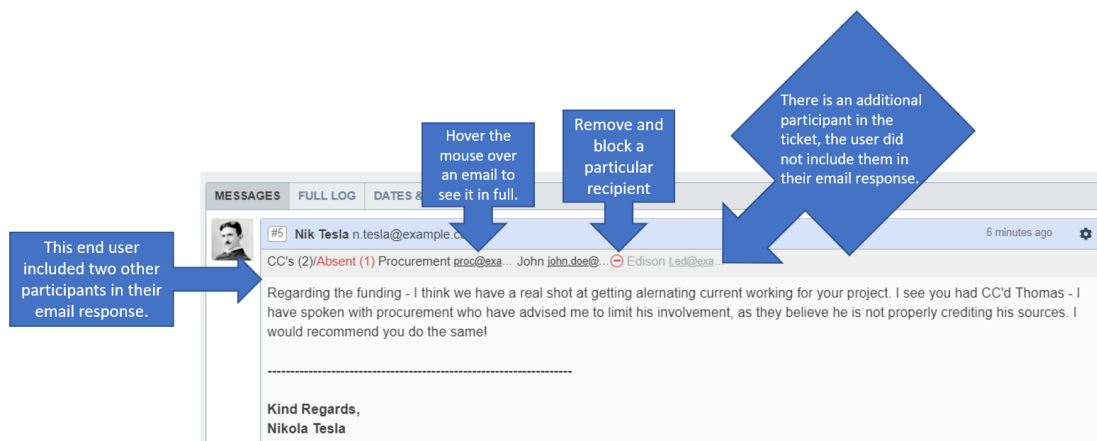 There is an additional
participant in the
ticket, the user did
not include them in
their email response.
Hover the
mouse over
an email to
see it in full.
Remove and
block a
particular
recipient
This end user
included two other
participants in their
email response.
MESSAGES FULL LOG DATES &
#5 Nik Tesla n.tesla@example.c 6 minutes ago
CC's (2)/Absent (1) Procurement proc@exa... John john.doe@... Edison t.ed@exa...
Regarding the funding - I think we have a real shot at getting alernating current working for your project. I see you had CC'd Thomas - I
have spoken with procurement who have advised me to limit his involvement, as they believe he is not properly crediting his sources. I
would recommend you do the same!
--------------------------------------------------------------------
Kind Regards,
Nikola Tesla